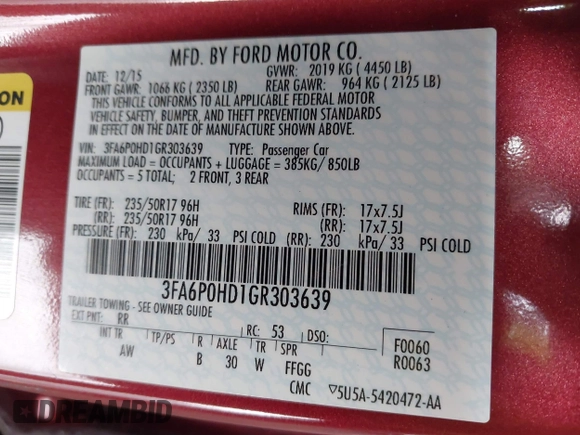 MFD. BY FORD MOTOR CO.
DATE: 12/15 GVWR: 2019 KG ( 4450 LB)
FRONT GAWR: 1066 KG ( 2350 LB) REAR GAWR: 964 KG ( 2125 LB)
THIS VEHICLE CONFORMS TO ALL APPLICABLE FEDERAL MOTOR
VEHICLE SAFETY, BUMPER, AND THEFT PREVENTION STANDARDS
IN EFFECT ON THE DATE OF MANUFACTURE SHOWN ABOVE.
VIN: 3FA6P0HD1GR303639 TYPE: Passenger Car
MAXIMUM LOAD = OCCUPANTS + LUGGAGE = 385KG/ 850LB
OCCUPANTS = 5 TOTAL; 2 FRONT, 3 REAR
TIRE (FR): 235/50R17 96H RIMS (FR): 17x7.5J
(RR): 235/50R17 96H (RR): 17x7.5J
PRESSURE (FR): 230 kPa/ 33 PSI COLD (RR): 230 kPa/ 33 PSI COLD
3FA6P0HD1GR303639
TRAILER TOWING - SEE OWNER GUIDE
EXT PNT: RR RC: 53 DSO: F0060
INT TR TP/PS R AXLE TR SPR R0063
AW B 30 W FFGG
CMC ▽5U5A-5420472-AA
ON
DREAMBID